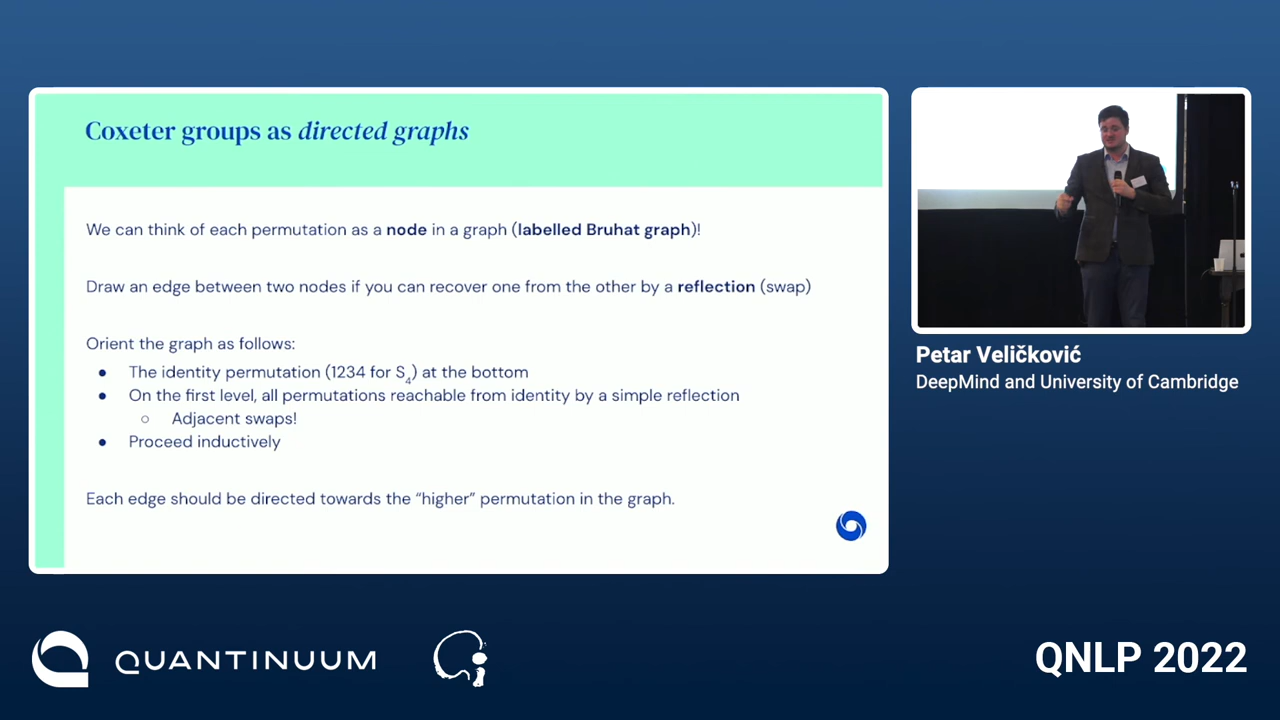 Coxeter groups as directed graphs
We can think of each permutation as a node in a graph (labelled Bruhat graph)!
Draw an edge between two nodes if you can recover one from the other by a reflection (swap)
Orient the graph as follows:
● The identity permutation (1234 for S₄) at the bottom
● On the first level, all permutations reachable from identity by a simple reflection
○ Adjacent swaps!
● Proceed inductively
Each edge should be directed towards the “higher” permutation in the graph.
Petar Veličković
DeepMind and University of Cambridge
QUANTINUUM
QNLP 2022